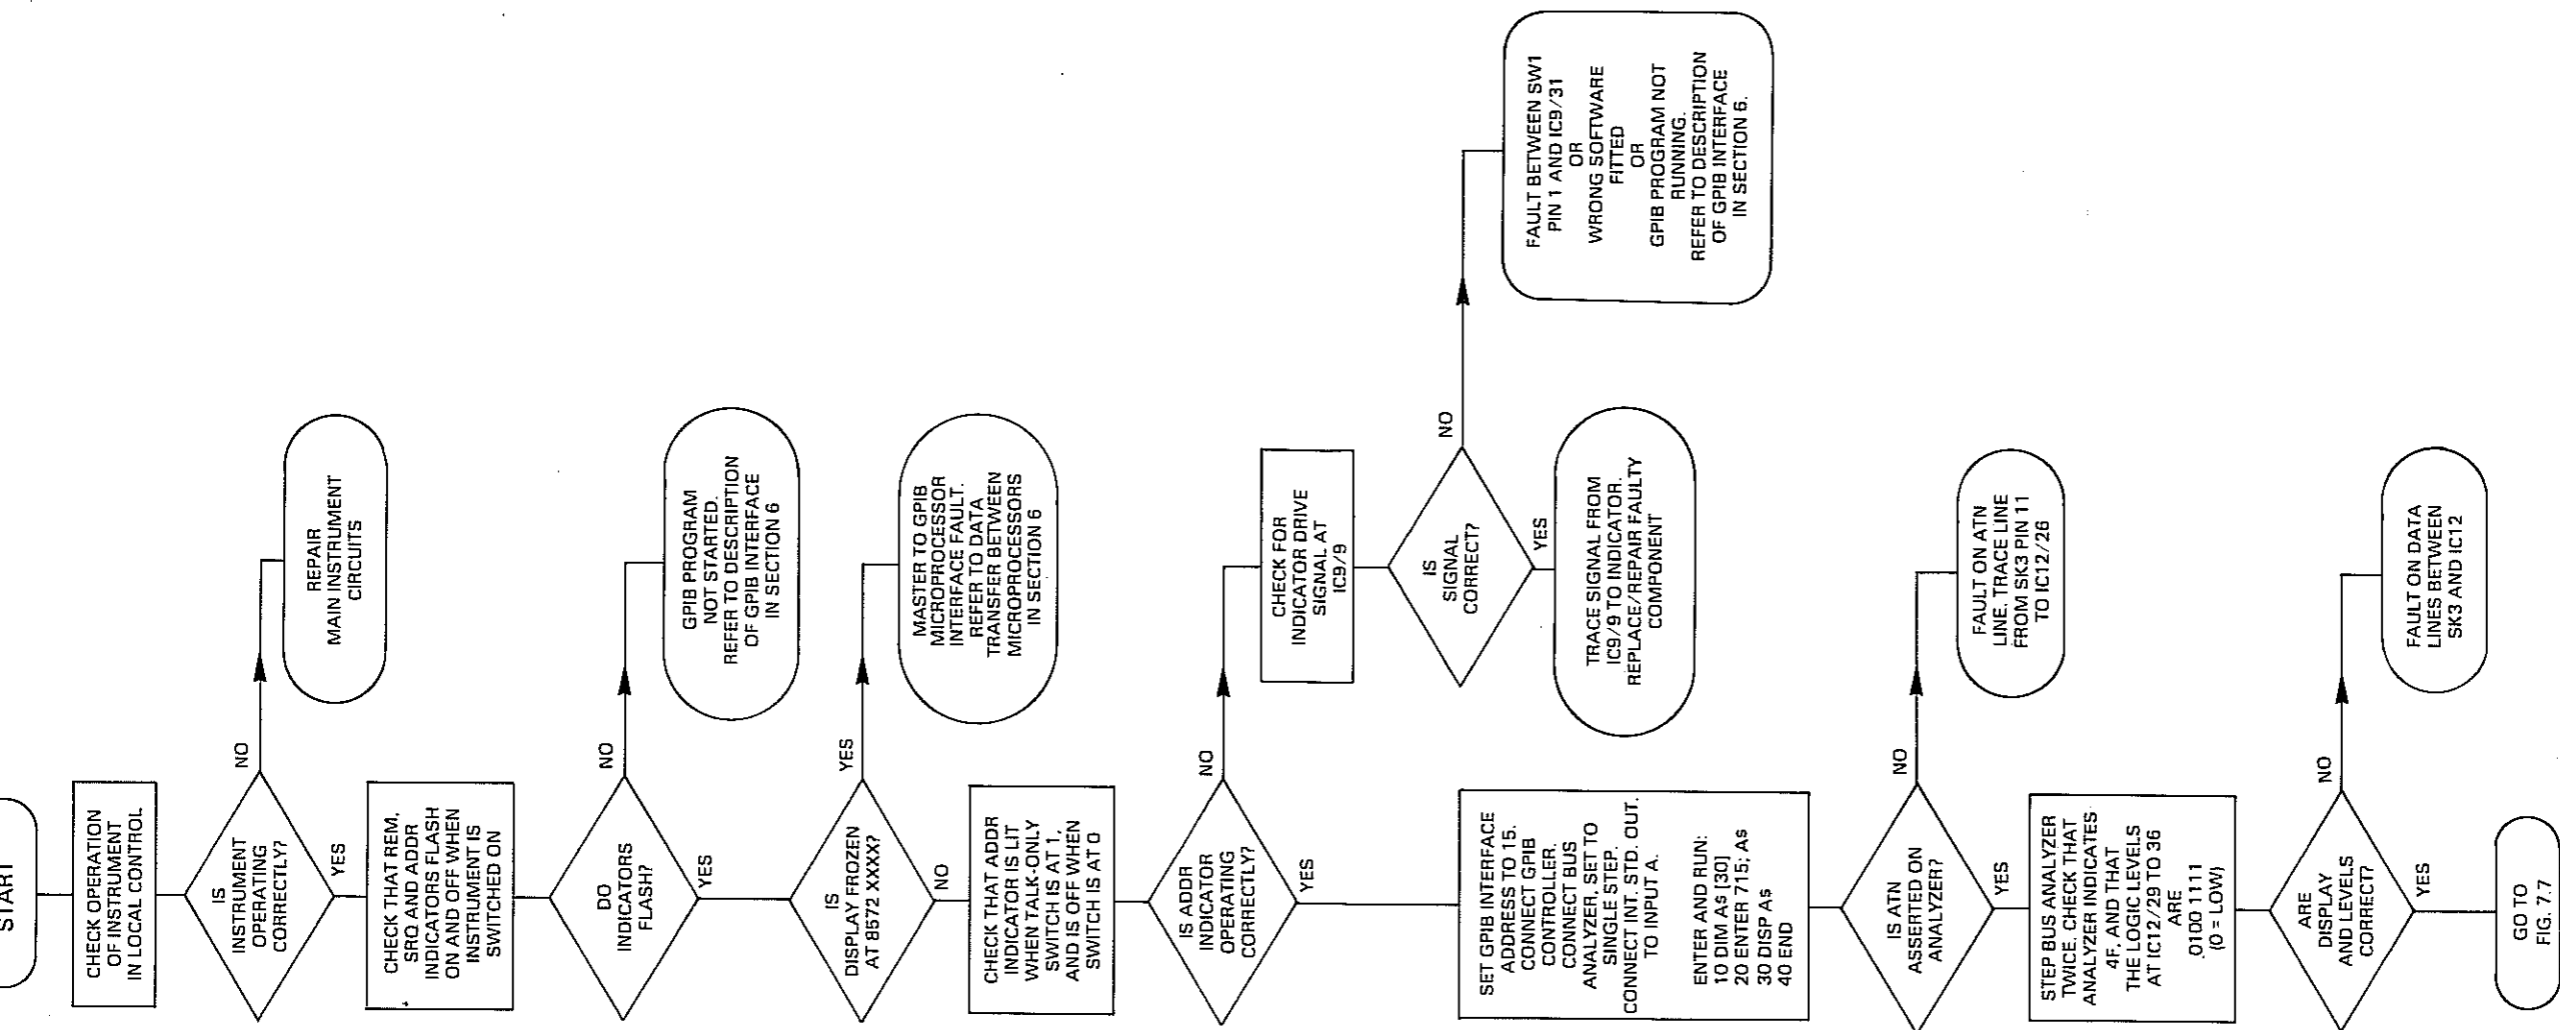 START
CHECK OPERATION
OF INSTRUMENT
IN LOCAL CONTROL
IS
INSTRUMENT
OPERATING
CORRECTLY?
NO
REPAIR
MAIN INSTRUMENT
CIRCUITS
YES
CHECK THAT REM,
SRQ AND ADDR
INDICATORS FLASH
ON AND OFF WHEN
INSTRUMENT IS
SWITCHED ON
DO
INDICATORS
FLASH?
NO
GPIB PROGRAM
NOT STARTED.
REFER TO DESCRIPTION
OF GPIB INTERFACE
IN SECTION 6
YES
IS
DISPLAY FROZEN
AT 8572 XXXX?
YES
MASTER TO GPIB
MICROPROCESSOR
INTERFACE FAULT.
REFER TO DATA
TRANSFER BETWEEN
MICROPROCESSORS
IN SECTION 6
NO
CHECK THAT ADDR
INDICATOR IS LIT
WHEN TALK-ONLY
SWITCH IS AT 1,
AND IS OFF WHEN
SWITCH IS AT 0
IS ADDR
INDICATOR
OPERATING
CORRECTLY?
NO
CHECK FOR
INDICATOR DRIVE
SIGNAL AT
IC9/9
IS
SIGNAL
CORRECT?
NO
FAULT BETWEEN SW1
PIN 1 AND IC9/31
OR
WRONG SOFTWARE
FITTED
OR
GPIB PROGRAM NOT
RUNNING.
REFER TO DESCRIPTION
OF GPIB INTERFACE
IN SECTION 6.
YES
TRACE SIGNAL FROM
IC9/9 TO INDICATOR.
REPLACE/REPAIR FAULTY
COMPONENT
YES
SET GPIB INTERFACE
ADDRESS TO 15.
CONNECT GPIB
CONTROLLER.
CONNECT BUS
ANALYZER, SET TO
SINGLE STEP.
CONNECT INT. STD. OUT.
TO INPUT A.
ENTER AND RUN:
10 DIM A$ [30]
20 ENTER 715; A$
30 DISP A$
40 END
IS ATN
ASSERTED ON
ANALYZER?
NO
FAULT ON ATN
LINE. TRACE LINE
FROM SK3 PIN 11
TO IC12/26
YES
STEP BUS ANALYZER
TWICE. CHECK THAT
ANALYZER INDICATES
4F, AND THAT
THE LOGIC LEVELS
AT IC12/29 TO 36
ARE
0100 1111
(0 = LOW)
ARE
DISPLAY
AND LEVELS
CORRECT?
NO
FAULT ON DATA
LINES BETWEEN
SK3 AND IC12
YES
GO TO
FIG. 7.7